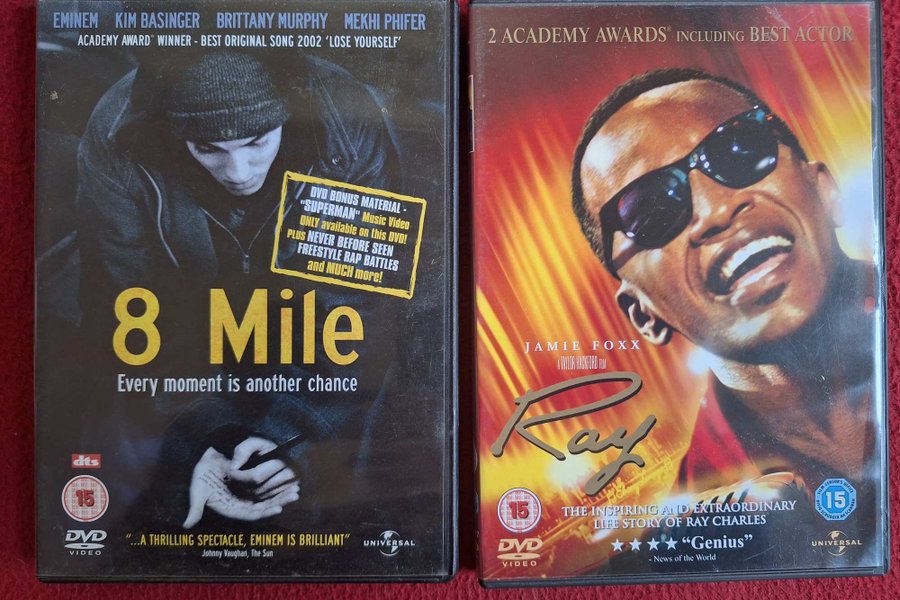 EMINEM KIM BASINGER BRITTANY MURPHY MEKHI PHIFER
ACADEMY AWARD® WINNER - BEST ORIGINAL SONG 2002 'LOSE YOURSELF'
DVD BONUS MATERIAL -
"SUPERMAN" Music Video
ONLY available on this DVD!
PLUS NEVER BEFORE SEEN
FREESTYLE RAP BATTLES
and MUCH more!
8 Mile
Every moment is another chance
dts
15
DVD
VIDEO
"...A THRILLING SPECTACLE, EMINEM IS BRILLIANT"
Johnny Vaughan, The Sun
UNIVERSAL
2 ACADEMY AWARDS® INCLUDING BEST ACTOR
JAMIE FOXX
A TAYLOR HACKFORD FILM
Ray
15
THE INSPIRING AND EXTRAORDINARY
LIFE STORY OF RAY CHARLES
15
DVD
VIDEO
★★★★ "Genius"
- News of the World
UNIVERSAL